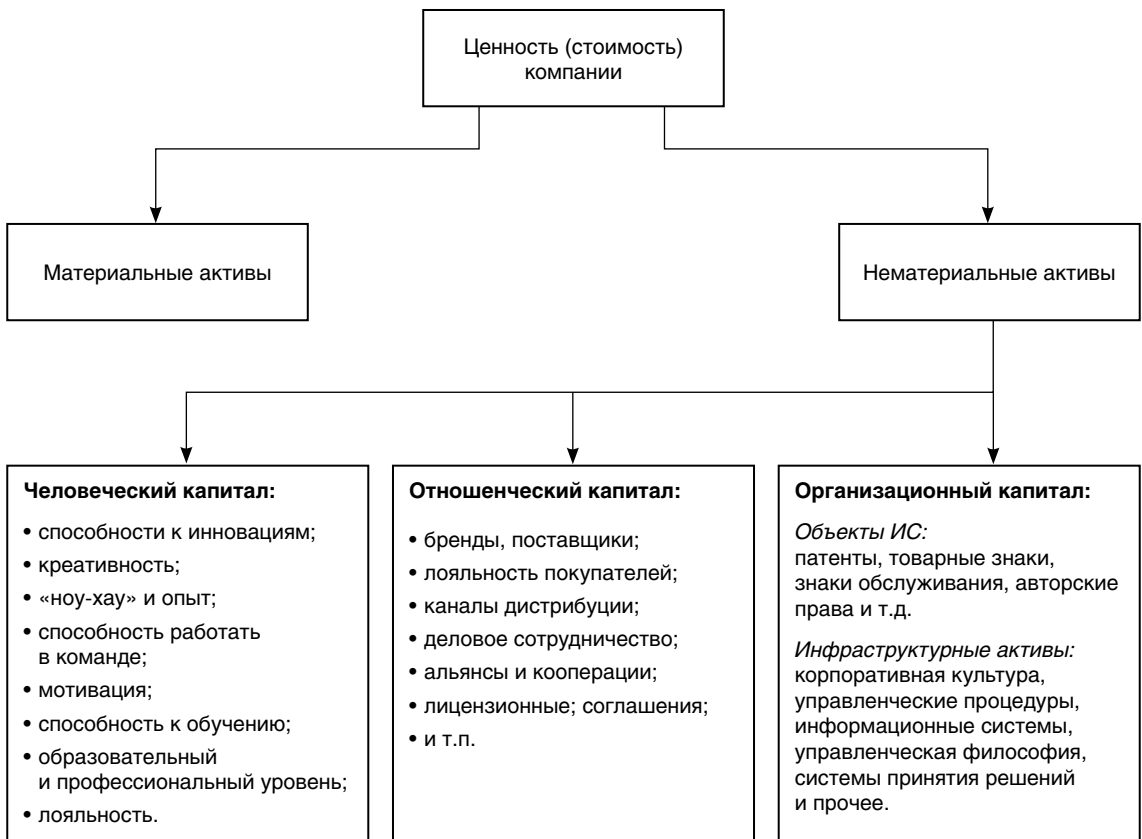 Ценность (стоимость)
компании
Материальные активы
Нематериальные активы
Человеческий капитал:
• способности к инновациям;
• креативность;
• «ноу-хау» и опыт;
• способность работать
в команде;
• мотивация;
• способность к обучению;
• образовательный
и профессиональный уровень;
• лояльность.
Отношенческий капитал:
• бренды, поставщики;
• лояльность покупателей;
• каналы дистрибуции;
• деловое сотрудничество;
• альянсы и кооперации;
• лицензионные; соглашения;
• и т.п.
Организационный капитал:
Объекты ИС:
патенты, товарные знаки,
знаки обслуживания, авторские
права и т.д.
Инфраструктурные активы:
корпоративная культура,
управленческие процедуры,
информационные системы,
управленческая философия,
системы принятия решений
и прочее.